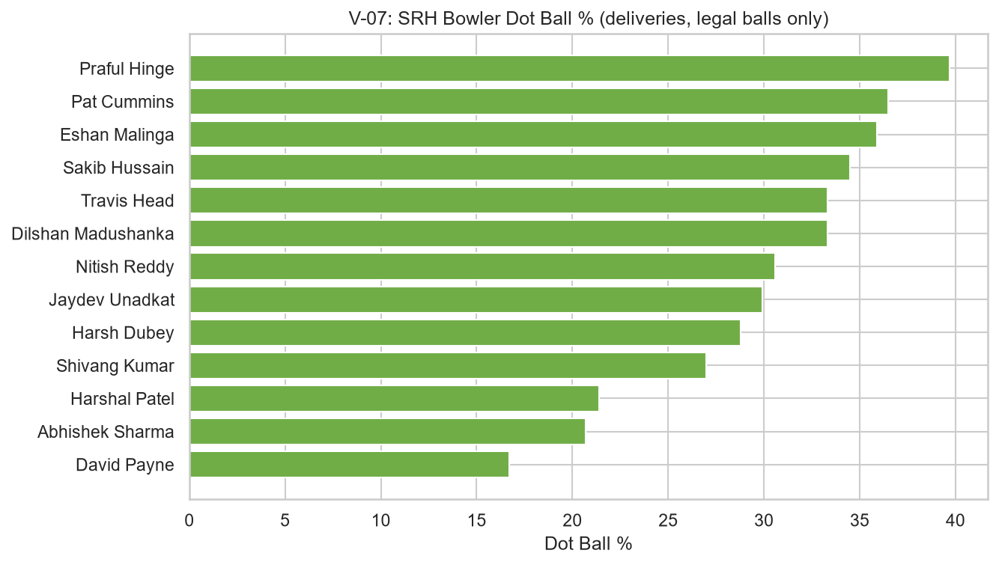 V-07: SRH Bowler Dot Ball % (deliveries, legal balls only)
Praful Hinge
Pat Cummins
Eshan Malinga
Sakib Hussain
Travis Head
Dilshan Madushanka
Nitish Reddy
Jaydev Unadkat
Harsh Dubey
Shivang Kumar
Harshal Patel
Abhishek Sharma
David Payne
0 5 10 15 20 25 30 35 40
Dot Ball %